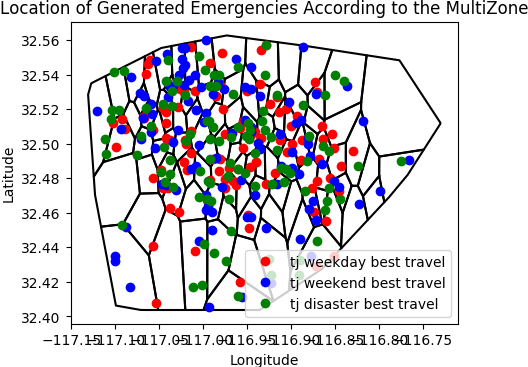 Location of Generated Emergencies According to the MultiZone
32.56
32.54
32.52
32.50
32.48
32.46
32.44
32.42
32.40
Latitude
tj weekday best travel
tj weekend best travel
tj disaster best travel
−117.15−117.10−117.05−117.00−116.95−116.90−116.85−116.80−116.75
Longitude